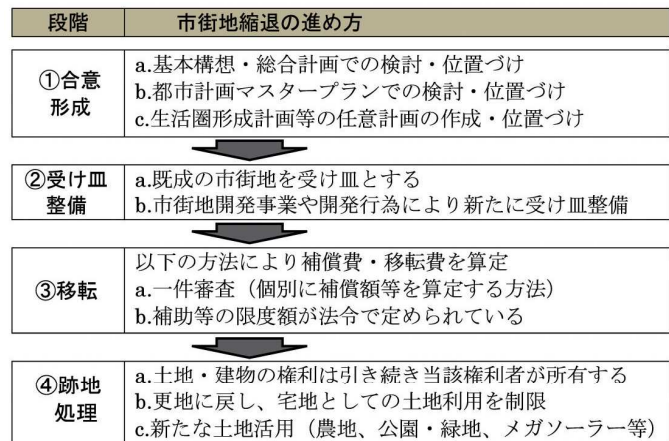 段階 市街地縮退の進め方
①合意
形成
a.基本構想・総合計画での検討・位置づけ
b.都市計画マスタープランでの検討・位置づけ
c.生活圏形成計画等の任意計画の作成・位置づけ
②受け皿
整備
a.既成の市街地を受け皿とする
b.市街地開発事業や開発行為により新たに受け皿整備
③移転
以下の方法により補償費・移転費を算定
a.一件審査（個別に補償額等を算定する方法）
b.補助等の限度額が法令で定められている
④跡地
処理
a.土地・建物の権利は引き続き当該権利者が所有する
b.更地に戻し、宅地としての土地利用を制限
c.新たな土地活用（農地、公園・緑地、メガソーラー等）